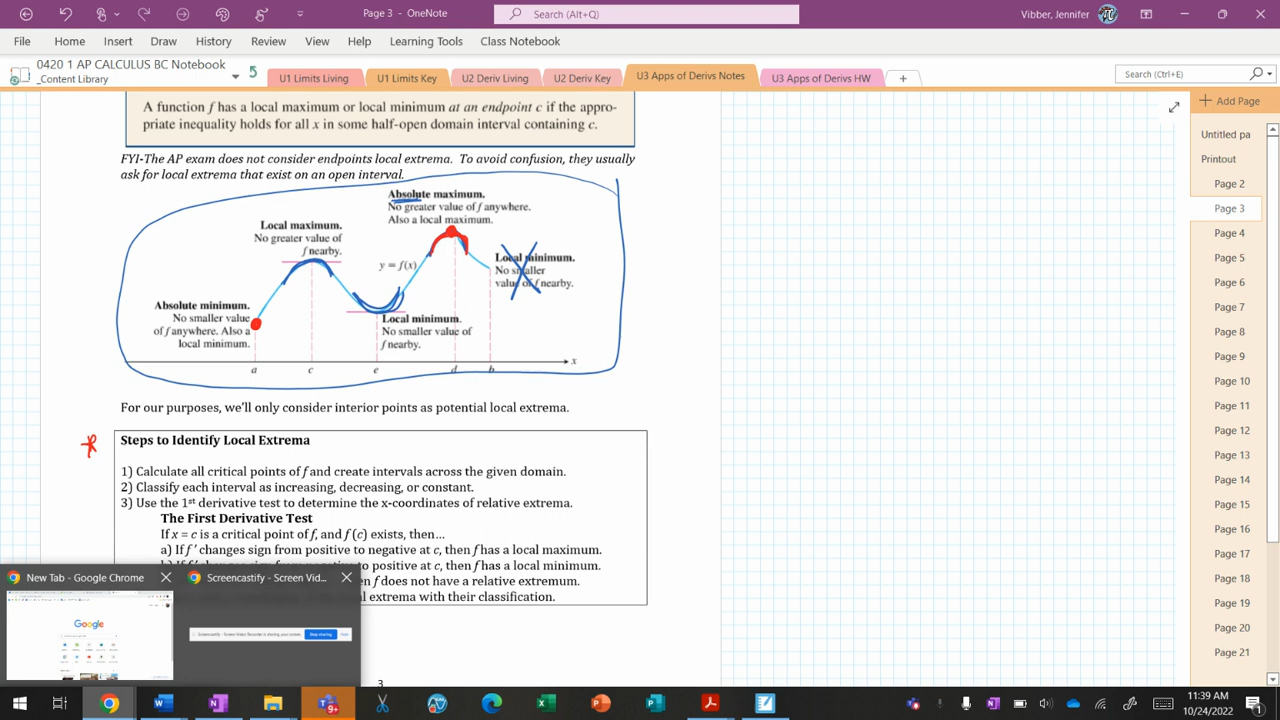 Page 3 - OneNote
Search (Alt+Q)
Vibber, Jennifer
File Home Insert Draw History Review View Help Learning Tools Class Notebook
0420 1 AP CALCULUS BC Notebook
_Content Library
U1 Limits Living
U1 Limits Key
U2 Deriv Living
U2 Deriv Key
U3 Apps of Derivs Notes
U3 Apps of Derivs HW
Search (Ctrl+E)
Add Page
Untitled pa
Printout
Page 2
Page 3
Page 4
Page 5
Page 6
Page 7
Page 8
Page 9
Page 10
Page 11
Page 12
Page 13
Page 14
Page 15
Page 16
Page 17
Page 18
Page 19
Page 20
Page 21
A function f has a local maximum or local minimum at an endpoint c if the appro-
priate inequality holds for all x in some half-open domain interval containing c.
FYI-The AP exam does not consider endpoints local extrema. To avoid confusion, they usually
ask for local extrema that exist on an open interval.
Absolute maximum.
No greater value of f anywhere.
Also a local maximum.
Local maximum.
No greater value of
f nearby.
y = f(x)
Local minimum.
No smaller
value of f nearby.
Absolute minimum.
No smaller value
of f anywhere. Also a
local minimum.
Local minimum.
No smaller value of
f nearby.
x
a c e d b
For our purposes, we'll only consider interior points as potential local extrema.
Steps to Identify Local Extrema
1) Calculate all critical points of f and create intervals across the given domain.
2) Classify each interval as increasing, decreasing, or constant.
3) Use the 1st derivative test to determine the x-coordinates of relative extrema.
The First Derivative Test
If x = c is a critical point of f, and f (c) exists, then…
a) If f ′ changes sign from positive to negative at c, then f has a local maximum.
to positive at c, then f has a local minimum.
en f does not have a relative extremum.
extrema with their classification.
3
New Tab - Google Chrome
Screencastify - Screen Vid...
Google
Stop sharing
11:39 AM
10/24/2022